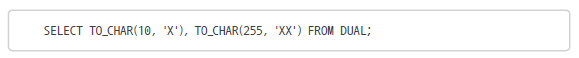 SELECT TO_CHAR(10, 'X'), TO_CHAR(255, 'XX') FROM DUAL;